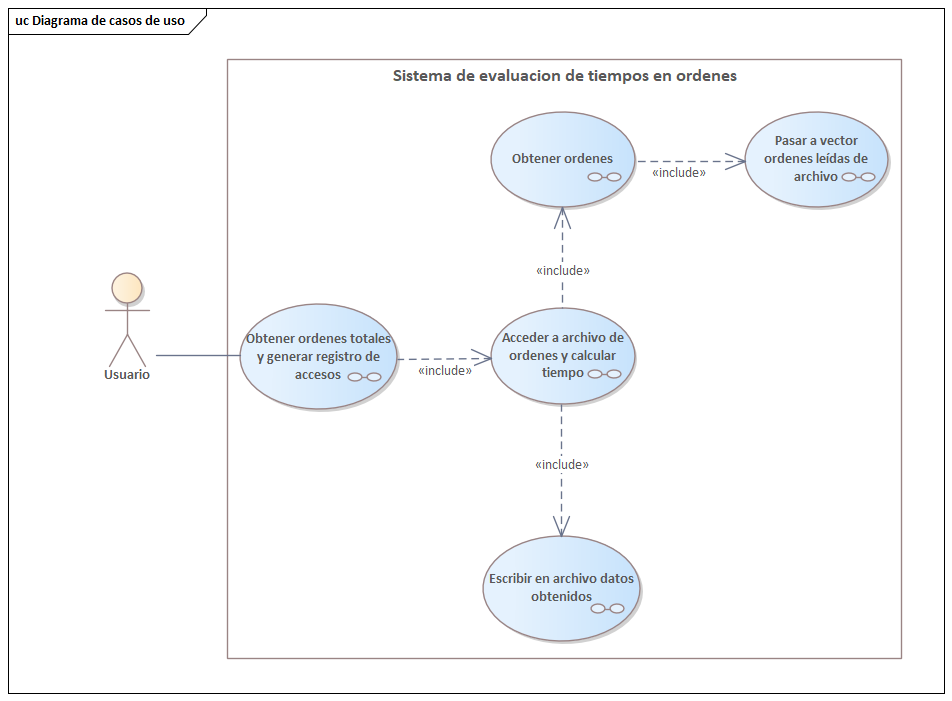 uc Diagrama de casos de uso
Sistema de evaluacion de tiempos en ordenes
Obtener ordenes
«include»
Pasar a vector
ordenes leídas de
archivo
«include»
Usuario
Obtener ordenes totales
y generar registro de
accesos
«include»
Acceder a archivo de
ordenes y calcular
tiempo
«include»
Escribir en archivo datos
obtenidos